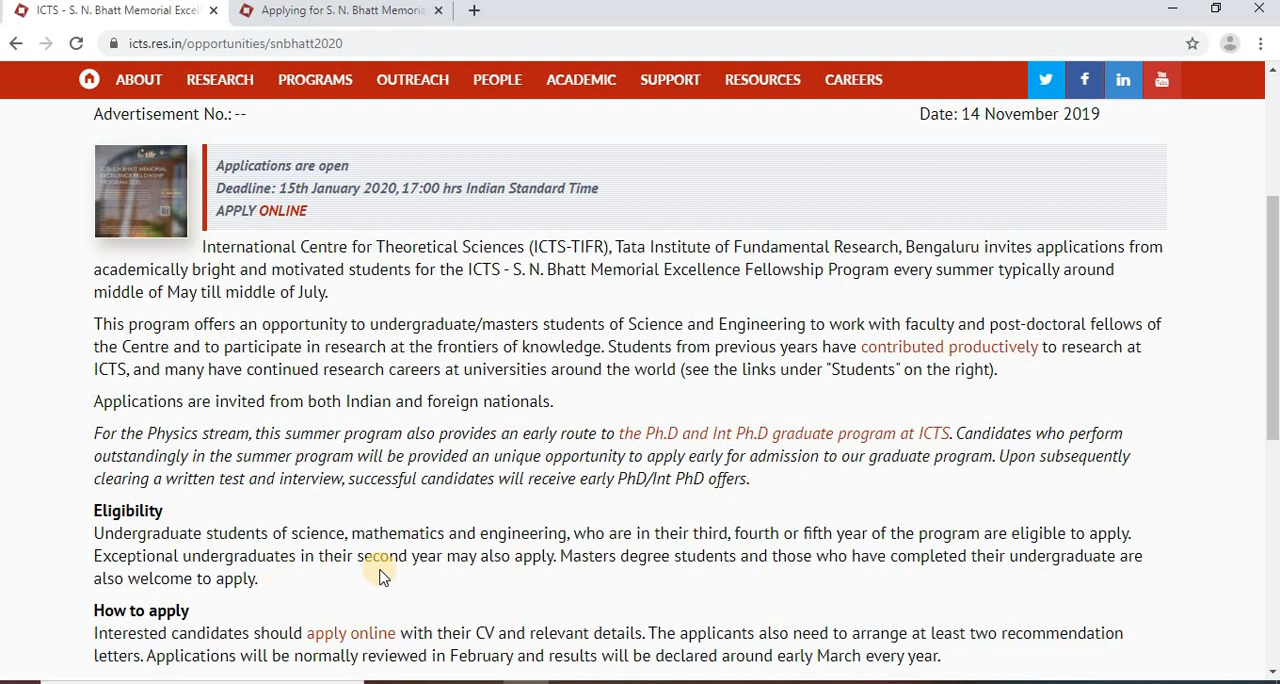 ICTS - S. N. Bhatt Memorial Excel
Applying for S. N. Bhatt Memoria
icts.res.in/opportunities/snbhatt2020
ABOUT RESEARCH PROGRAMS OUTREACH PEOPLE ACADEMIC SUPPORT RESOURCES CAREERS
Advertisement No.: -- Date: 14 November 2019
Applications are open
Deadline: 15th January 2020, 17:00 hrs Indian Standard Time
APPLY ONLINE
International Centre for Theoretical Sciences (ICTS-TIFR), Tata Institute of Fundamental Research, Bengaluru invites applications from
academically bright and motivated students for the ICTS - S. N. Bhatt Memorial Excellence Fellowship Program every summer typically around
middle of May till middle of July.
This program offers an opportunity to undergraduate/masters students of Science and Engineering to work with faculty and post-doctoral fellows of
the Centre and to participate in research at the frontiers of knowledge. Students from previous years have contributed productively to research at
ICTS, and many have continued research careers at universities around the world (see the links under "Students" on the right).
Applications are invited from both Indian and foreign nationals.
For the Physics stream, this summer program also provides an early route to the Ph.D and Int Ph.D graduate program at ICTS. Candidates who perform
outstandingly in the summer program will be provided an unique opportunity to apply early for admission to our graduate program. Upon subsequently
clearing a written test and interview, successful candidates will receive early PhD/Int PhD offers.
Eligibility
Undergraduate students of science, mathematics and engineering, who are in their third, fourth or fifth year of the program are eligible to apply.
Exceptional undergraduates in their second year may also apply. Masters degree students and those who have completed their undergraduate are
also welcome to apply.
How to apply
Interested candidates should apply online with their CV and relevant details. The applicants also need to arrange at least two recommendation
letters. Applications will be normally reviewed in February and results will be declared around early March every year.